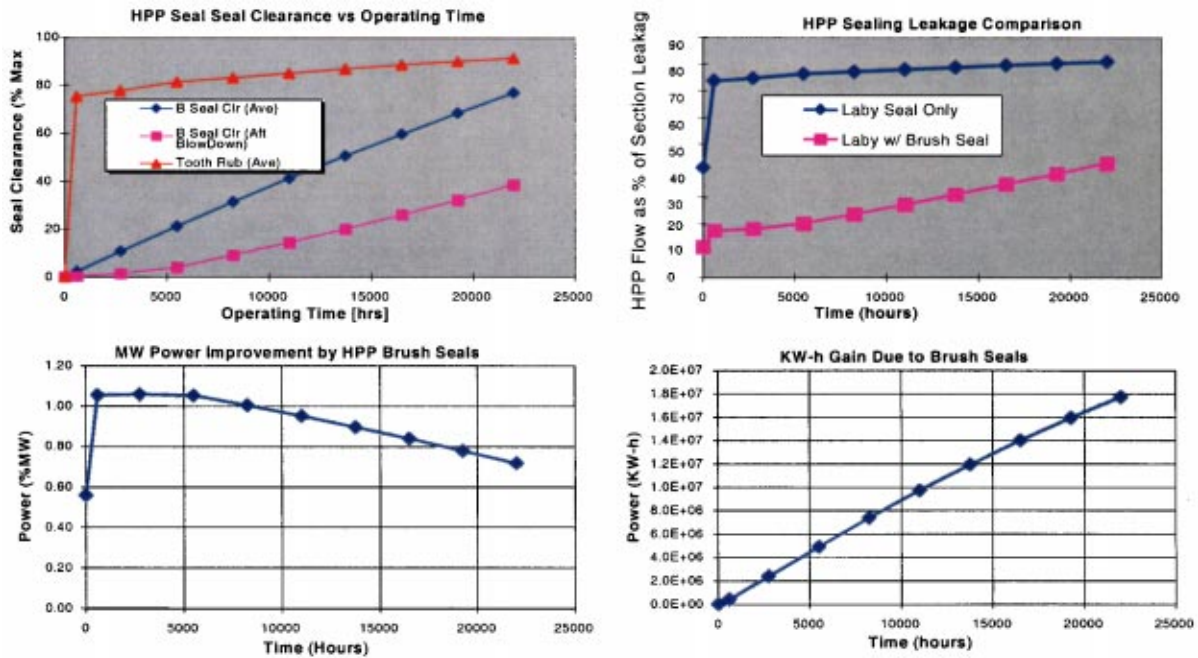 HPP Seal Seal Clearance vs Operating Time
100
80
60
40
20
0
Seal Clearance (% Max
B Seal Clr (Ave)
B Seal Clr (Aft
BlowDown)
Tooth Rub (Ave)
0 5000 10000 15000 20000 25000
Operating Time [hrs]
HPP Sealing Leakage Comparison
90
80
70
60
50
40
30
20
10
0
HPP Flow as % of Section Leakag
Laby Seal Only
Laby w/ Brush Seal
0 5000 10000 15000 20000 25000
Time (hours)
MW Power Improvement by HPP Brush Seals
1.20
1.00
0.80
0.60
0.40
0.20
0.00
Power (%MW)
0 5000 10000 15000 20000 25000
Time (Hours)
KW-h Gain Due to Brush Seals
2.0E+07
1.8E+07
1.6E+07
1.4E+07
1.2E+07
1.0E+07
8.0E+06
6.0E+06
4.0E+06
2.0E+06
0.0E+00
Power (KW-h)
0 5000 10000 15000 20000 25000
Time (hours)